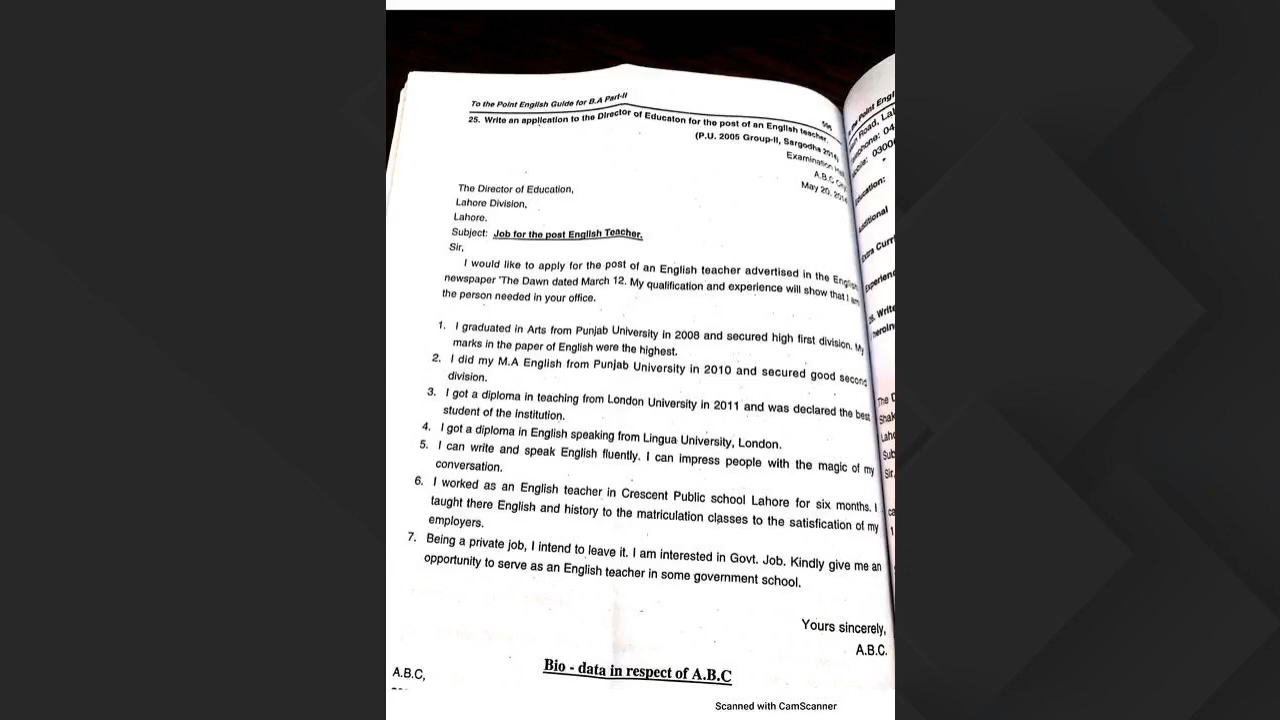 To the Point English Guide for B.A Part-II
596
25. Write an application to the Director of Educaton for the post of an English teacher.
(P.U. 2005 Group-II, Sargodha 2014)
Examination
A.B.C
May 20,
The Director of Education,
Lahore Division,
Lahore.
Subject: Job for the post English Teacher.
Sir,
I would like to apply for the post of an English teacher advertised in the English
newspaper 'The Dawn dated March 12. My qualification and experience will show that I am
the person needed in your office.
1. I graduated in Arts from Punjab University in 2008 and secured high first division. My
marks in the paper of English were the highest.
2. I did my M.A English from Punjab University in 2010 and secured good second
division.
3. I got a diploma in teaching from London University in 2011 and was declared the best
student of the institution.
4. I got a diploma in English speaking from Lingua University, London.
5. I can write and speak English fluently. I can impress people with the magic of my
conversation.
6. I worked as an English teacher in Crescent Public school Lahore for six months. I
taught there English and history to the matriculation classes to the satisfication of my
employers.
7. Being a private job, I intend to leave it. I am interested in Govt. Job. Kindly give me an
opportunity to serve as an English teacher in some government school.
Yours sincerely,
A.B.C.
Bio - data in respect of A.B.C
A.B.C,
Scanned with CamScanner